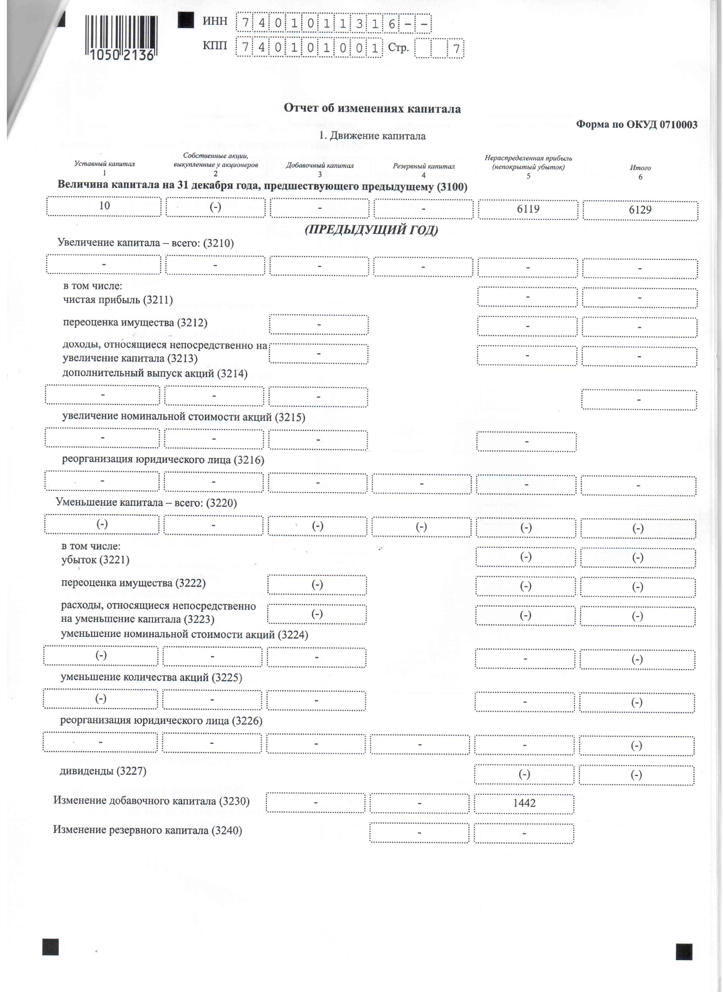 ИНН 7401011316--
КПП 740101001 Стр. 7
1050 2136
Отчет об изменениях капитала
Форма по ОКУД 0710003
1. Движение капитала
Уставный капитал Собственные акции, выкупленные у акционеров Добавочный капитал Резервный капитал Нераспределенная прибыль (непокрытый убыток) Итого
1 2 3 4 5 6
Величина капитала на 31 декабря года, предшествующего предыдущему (3100)
10 (-) - - 6119 6129
(ПРЕДЫДУЩИЙ ГОД)
Увеличение капитала – всего: (3210)
- - - - - -
в том числе:
чистая прибыль (3211) - -
переоценка имущества (3212) - - -
доходы, относящиеся непосредственно на
увеличение капитала (3213) - - -
дополнительный выпуск акций (3214)
- - - -
увеличение номинальной стоимости акций (3215)
- - - -
реорганизация юридического лица (3216)
- - - - - -
Уменьшение капитала – всего: (3220)
(-) - (-) (-) (-) (-)
в том числе:
убыток (3221) (-) (-)
переоценка имущества (3222) (-) (-) (-)
расходы, относящиеся непосредственно
на уменьшение капитала (3223) (-) (-) (-)
уменьшение номинальной стоимости акций (3224)
(-) - - - (-)
уменьшение количества акций (3225)
(-) - - - (-)
реорганизация юридического лица (3226)
- - - - - (-)
дивиденды (3227) (-) (-)
Изменение добавочного капитала (3230) - - 1442
Изменение резервного капитала (3240) - -